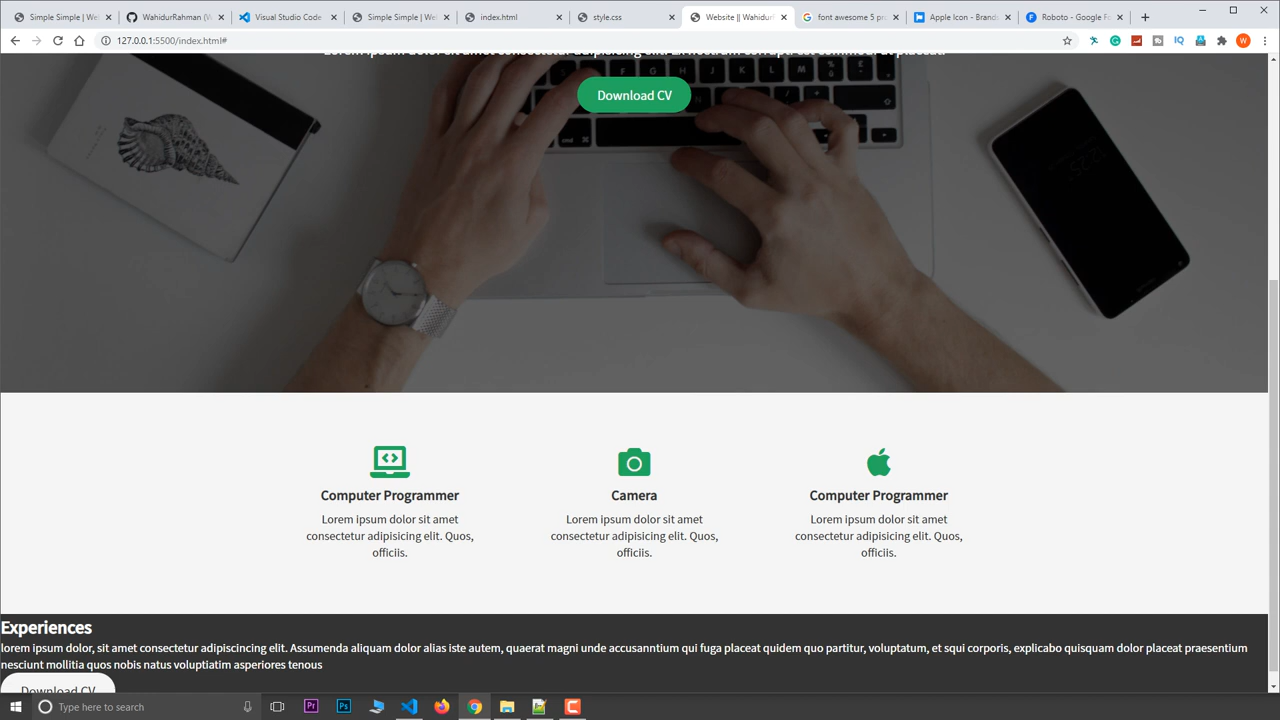 Simple Simple | We
WahidurRahman (W
Visual Studio Code
Simple Simple | We
index.html
style.css
Website || Wahidur
font awesome 5 pr
Apple Icon - Brand
Roboto - Google F
127.0.0.1:5500/index.html#
Download CV
Computer Programmer
Camera
Computer Programmer
Lorem ipsum dolor sit amet
consectetur adipisicing elit. Quos,
officiis.
Lorem ipsum dolor sit amet
consectetur adipisicing elit. Quos,
officiis.
Lorem ipsum dolor sit amet
consectetur adipisicing elit. Quos,
officiis.
Experiences
lorem ipsum dolor, sit amet consectetur adipiscincing elit. Assumenda aliquam dolor alias iste autem, quaerat magni unde accusanntium qui fuga placeat quidem quo partitur, voluptatum, et squi corporis, explicabo quisquam dolor placeat praesentium
nesciunt mollitia quos nobis natus voluptiatim asperiores tenous
Download CV
Type here to search